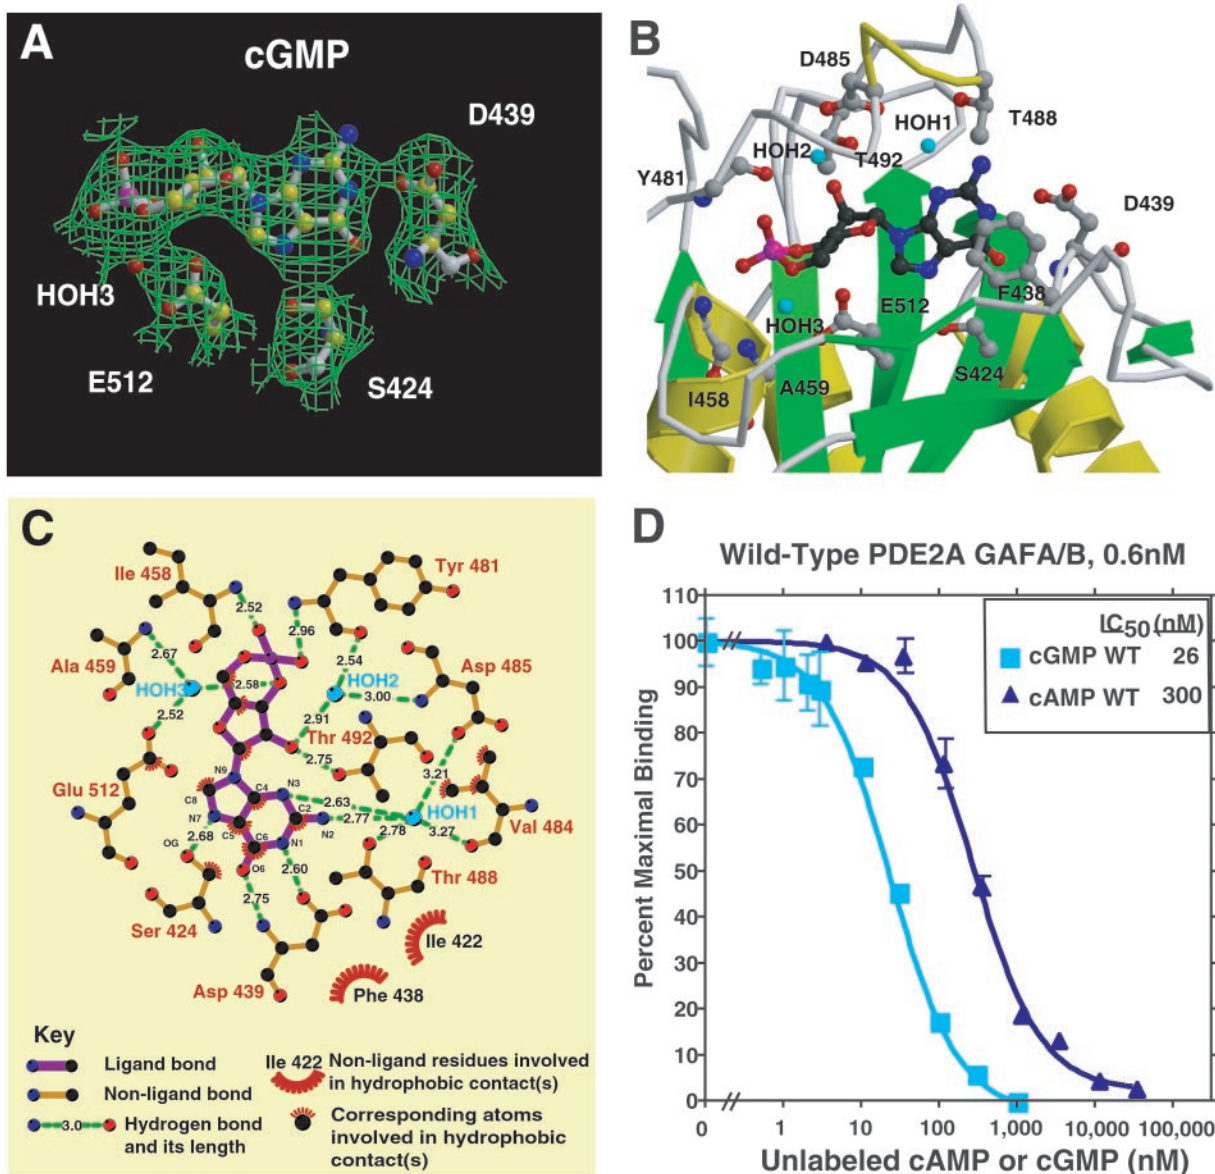 A
cGMP
D439
HOH3
E512
S424
B
D485
HOH1
T488
HOH2
T492
Y481
D439
E512
F438
HOH3
S424
A459
I458
C
Ile 458
Tyr 481
2.52
2.96
2.54
Ala 459
2.67
Asp 485
HOH3
2.58
HOH2
3.00
2.52
2.91
Thr 492
2.75
3.21
Glu 512
N9
C8
C4
N3
2.63
HOH1
N7
C2
2.77
N2
Val 484
C5
C6
N1
2.78
3.27
2.68
OG
O6
2.60
Thr 488
2.75
Ser 424
Ile 422
Asp 439
Phe 438
Key
Ligand bond
Non-ligand bond
3.0
Hydrogen bond
and its length
Ile 422
Non-ligand residues involved
in hydrophobic contact(s)
Corresponding atoms
involved in hydrophobic
contact(s)
D
Wild-Type PDE2A GAFA/B, 0.6nM
IC50 (nM)
cGMP WT 26
cAMP WT 300
Percent Maximal Binding
110
100
90
80
70
60
50
40
30
20
10
0
0 1 10 100 1,000 10,000 100,000
Unlabeled cAMP or cGMP (nM)